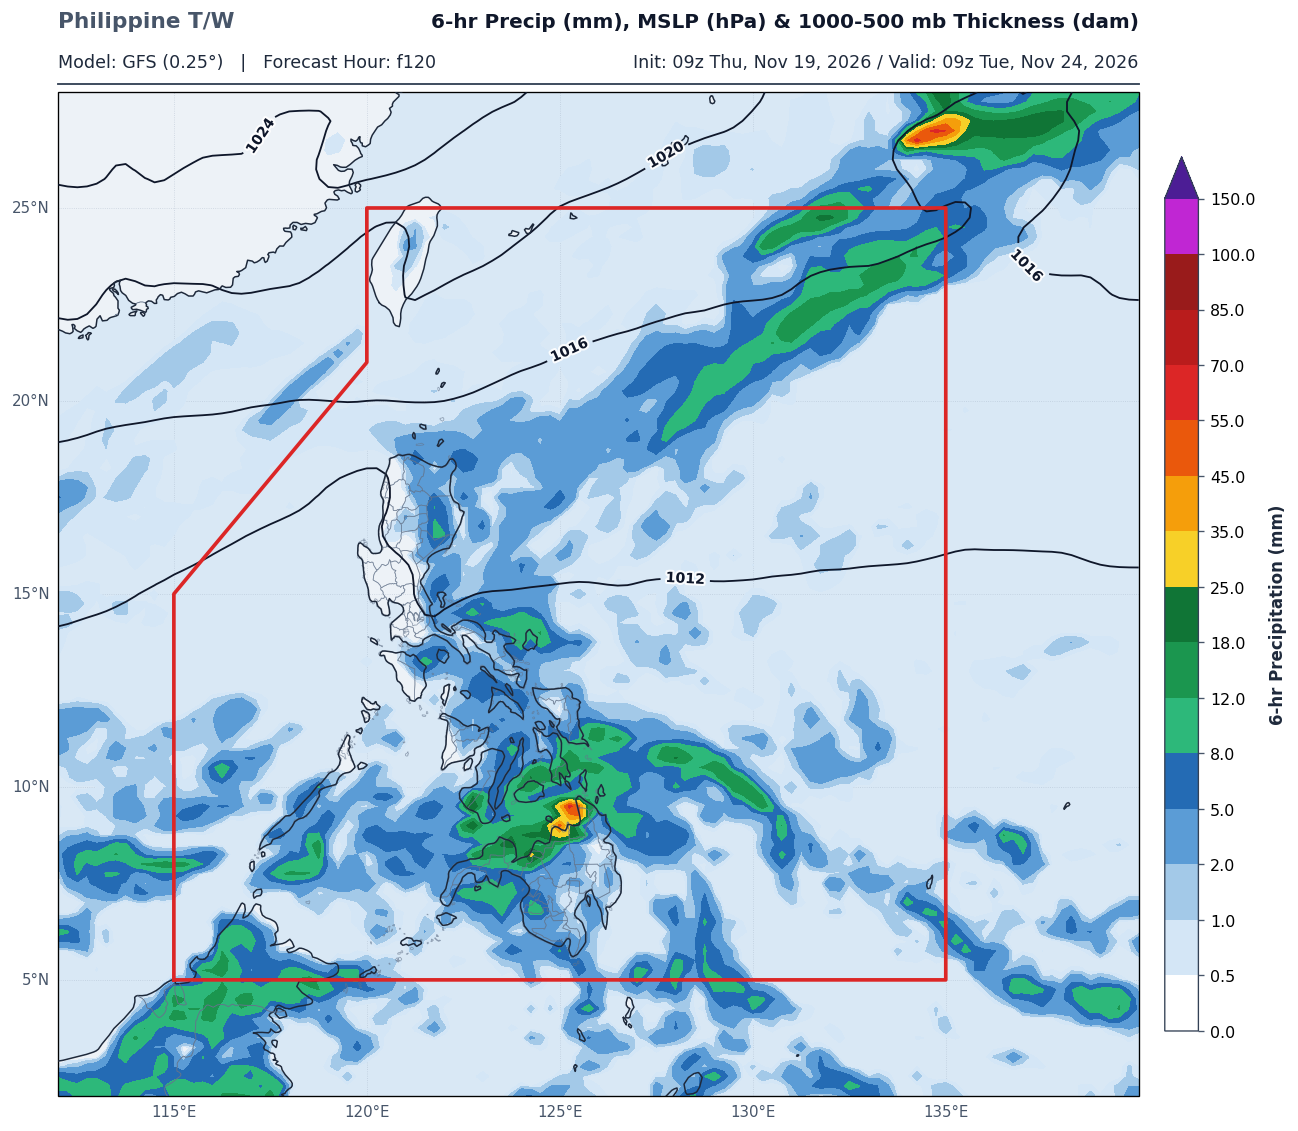 Philippine T/W
6-hr Precip (mm), MSLP (hPa) & 1000-500 mb Thickness (dam)
Model: GFS (0.25°) | Forecast Hour: f120
Init: 09z Thu, Nov 19, 2026 / Valid: 09z Tue, Nov 24, 2026
1024
1020
1016
1016
1012
25°N
20°N
15°N
10°N
5°N
115°E
120°E
125°E
130°E
135°E
150.0
100.0
85.0
70.0
55.0
45.0
35.0
25.0
18.0
12.0
8.0
5.0
2.0
1.0
0.5
0.0
6-hr Precipitation (mm)